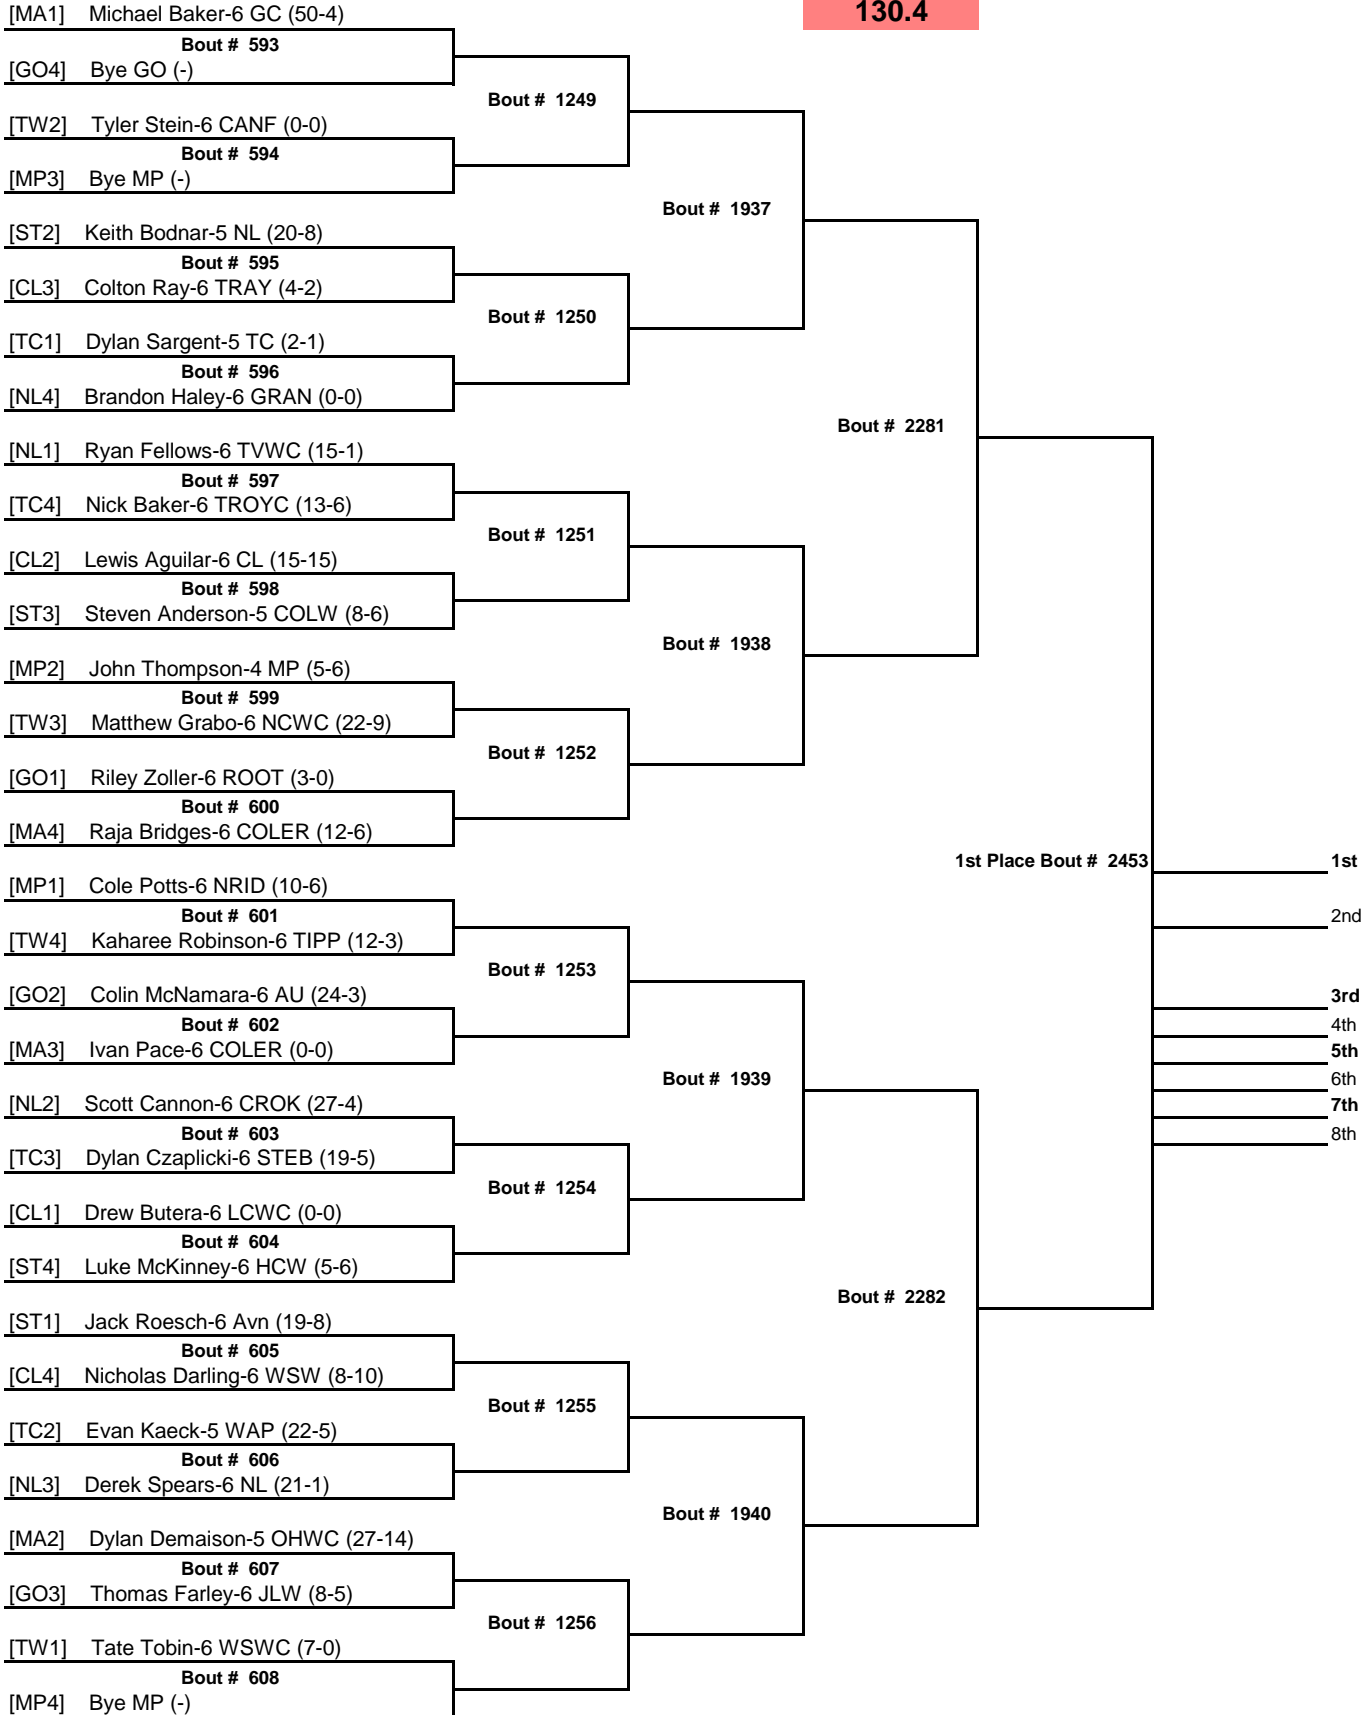 [MA1] Michael Baker-6 GC (50-4)
130.4
Bout # 593
[GO4] Bye GO (-)
Bout # 1249
[TW2] Tyler Stein-6 CANF (0-0)
Bout # 594
[MP3] Bye MP (-)
Bout # 1937
[ST2] Keith Bodnar-5 NL (20-8)
Bout # 595
[CL3] Colton Ray-6 TRAY (4-2)
Bout # 1250
[TC1] Dylan Sargent-5 TC (2-1)
Bout # 596
[NL4] Brandon Haley-6 GRAN (0-0)
Bout # 2281
[NL1] Ryan Fellows-6 TVWC (15-1)
Bout # 597
[TC4] Nick Baker-6 TROYC (13-6)
Bout # 1251
[CL2] Lewis Aguilar-6 CL (15-15)
Bout # 598
[ST3] Steven Anderson-5 COLW (8-6)
Bout # 1938
[MP2] John Thompson-4 MP (5-6)
Bout # 599
[TW3] Matthew Grabo-6 NCWC (22-9)
Bout # 1252
[GO1] Riley Zoller-6 ROOT (3-0)
Bout # 600
[MA4] Raja Bridges-6 COLER (12-6)
1st Place Bout # 2453
1st
[MP1] Cole Potts-6 NRID (10-6)
Bout # 601
2nd
[TW4] Kaharee Robinson-6 TIPP (12-3)
Bout # 1253
[GO2] Colin McNamara-6 AU (24-3)
3rd
Bout # 602
4th
[MA3] Ivan Pace-6 COLER (0-0)
5th
Bout # 1939
6th
[NL2] Scott Cannon-6 CROK (27-4)
7th
Bout # 603
8th
[TC3] Dylan Czaplicki-6 STEB (19-5)
Bout # 1254
[CL1] Drew Butera-6 LCWC (0-0)
Bout # 604
[ST4] Luke McKinney-6 HCW (5-6)
Bout # 2282
[ST1] Jack Roesch-6 Avn (19-8)
Bout # 605
[CL4] Nicholas Darling-6 WSW (8-10)
Bout # 1255
[TC2] Evan Kaeck-5 WAP (22-5)
Bout # 606
[NL3] Derek Spears-6 NL (21-1)
Bout # 1940
[MA2] Dylan Demaison-5 OHWC (27-14)
Bout # 607
[GO3] Thomas Farley-6 JLW (8-5)
Bout # 1256
[TW1] Tate Tobin-6 WSWC (7-0)
Bout # 608
[MP4] Bye MP (-)